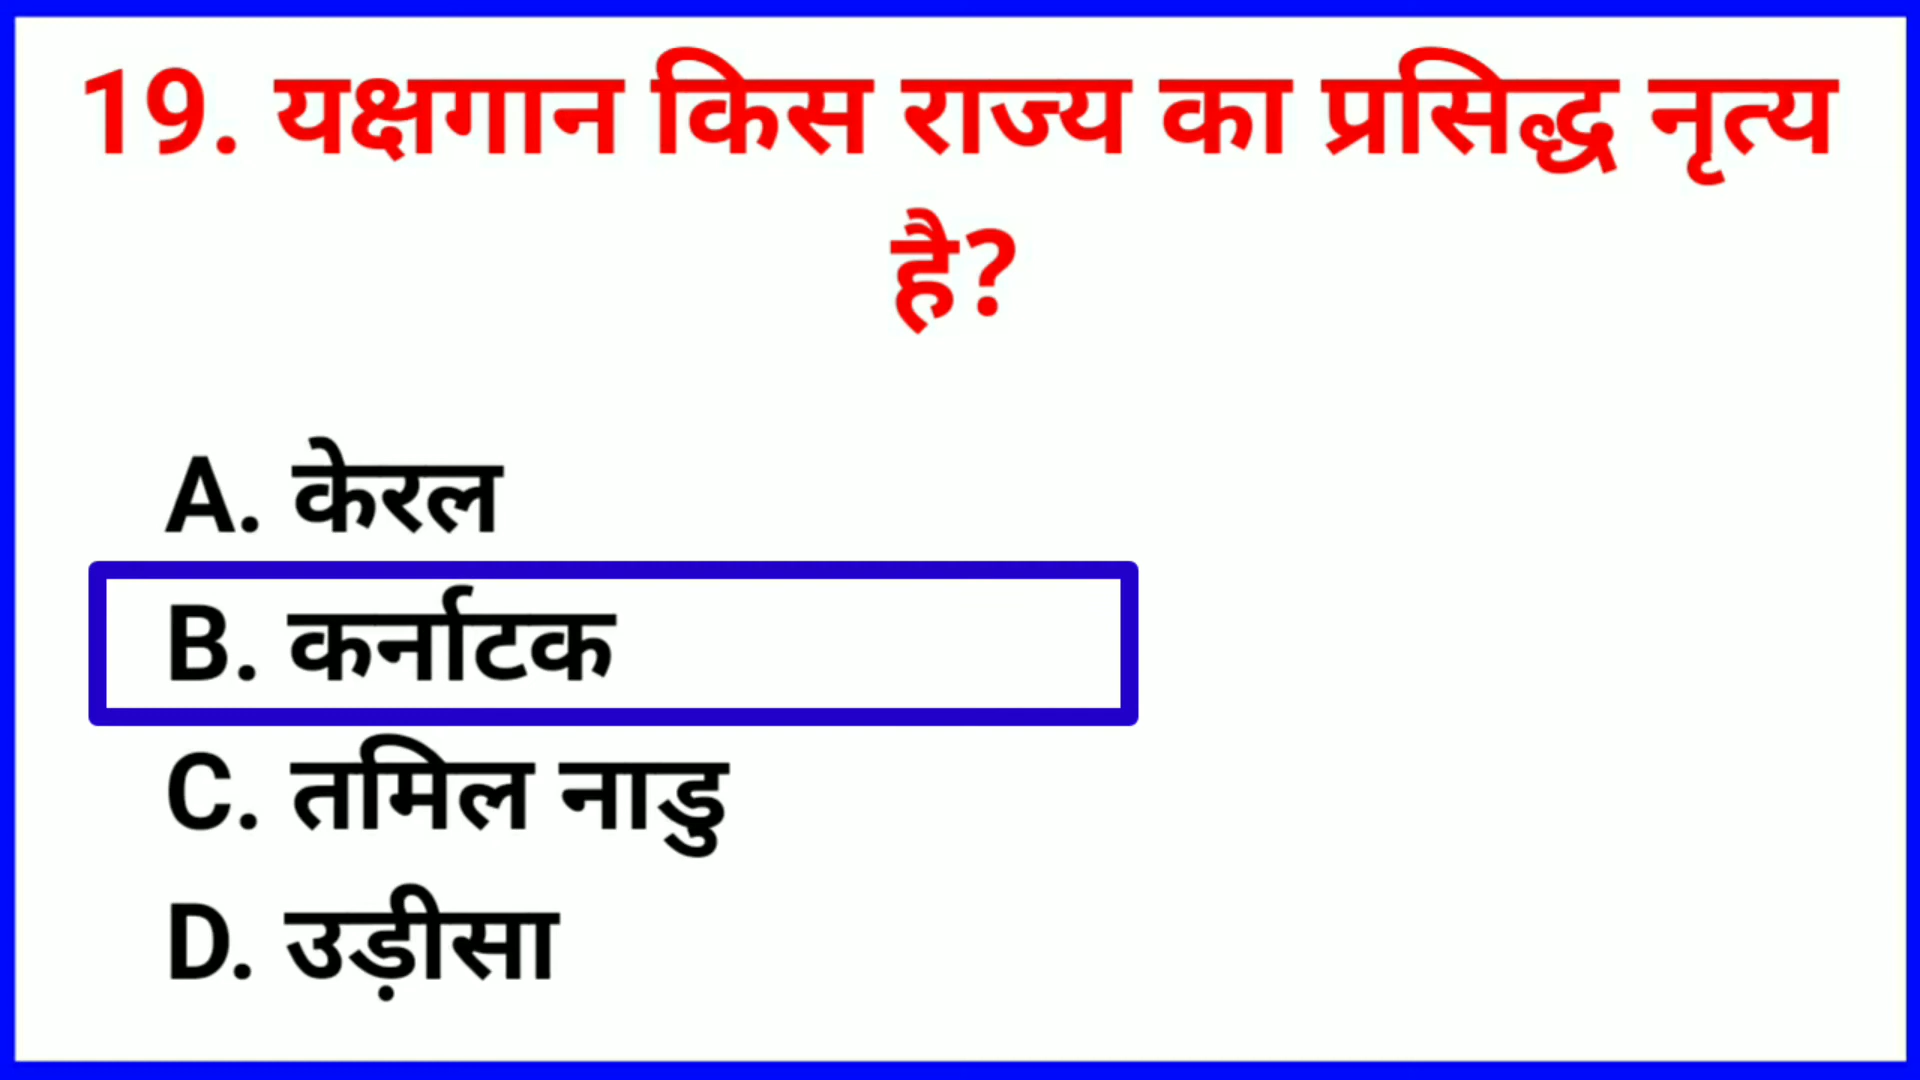 19. यक्षगान किस राज्य का प्रसिद्ध नृत्य
है?
A. केरल
B. कर्नाटक
C. तमिल नाडु
D. उड़ीसा